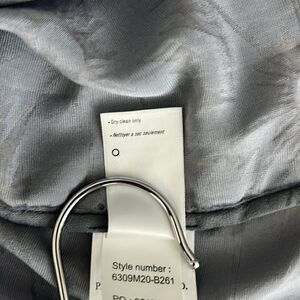 • Dry clean only
• Nettoyer a sec seulement
Style number :
6309M20-B261